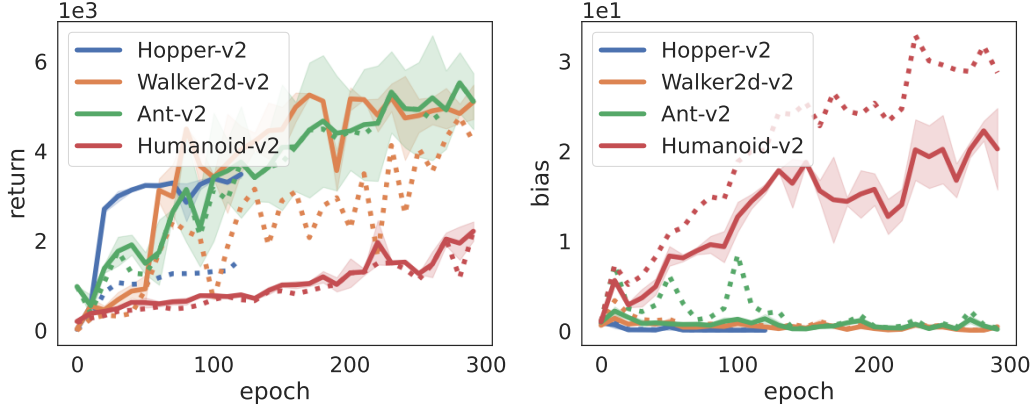 1e3
return
6
4
2
0
Hopper-v2
Walker2d-v2
Ant-v2
Humanoid-v2
0 100 200 300
epoch
1e1
bias
3
2
1
0
Hopper-v2
Walker2d-v2
Ant-v2
Humanoid-v2
0 100 200 300
epoch